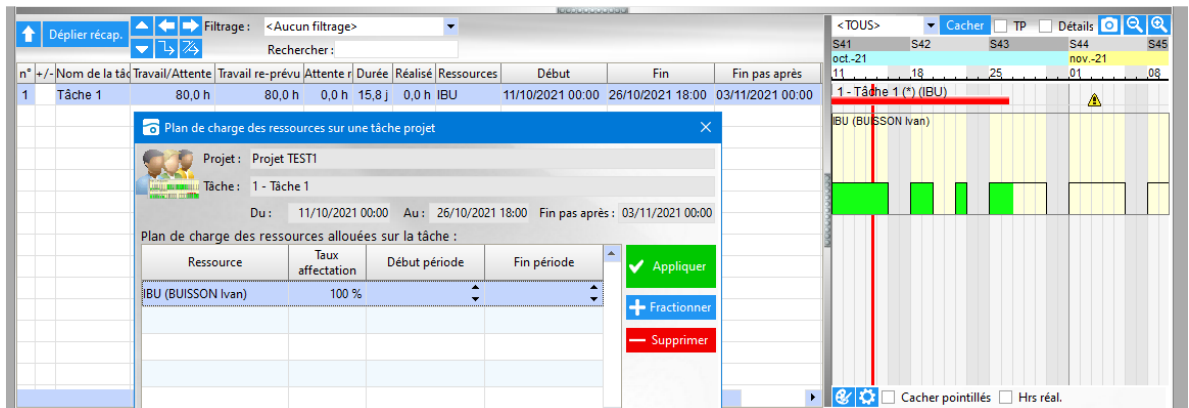 Déplier récap.
Filtrage : <Aucun filtrage>
Rechercher :
n° +/- Nom de la tâc Travail/Attente Travail re-prévu Attente r Durée Réalisé Ressources Début Fin Fin pas après
1 Tâche 1 80,0 h 80,0 h 0,0 h 15,8 j 0,0 h IBU 11/10/2021 00:00 26/10/2021 18:00 03/11/2021 00:00
Plan de charge des ressources sur une tâche projet
Projet : Projet TEST1
Tâche : 1 - Tâche 1
Du : 11/10/2021 00:00 Au : 26/10/2021 18:00 Fin pas après : 03/11/2021 00:00
Plan de charge des ressources allouées sur la tâche :
Ressource Taux affectation Début période Fin période
IBU (BUISSON Ivan) 100 %
Appliquer
Fractionner
Supprimer
<TOUS> Cacher TP Détails
S41 S42 S43 S44 S45
oct.-21 nov.-21
11 18 25 01 08
1 - Tâche 1 (*) (IBU)
IBU (BUISSON Ivan)
Cacher pointillés Hrs réal.